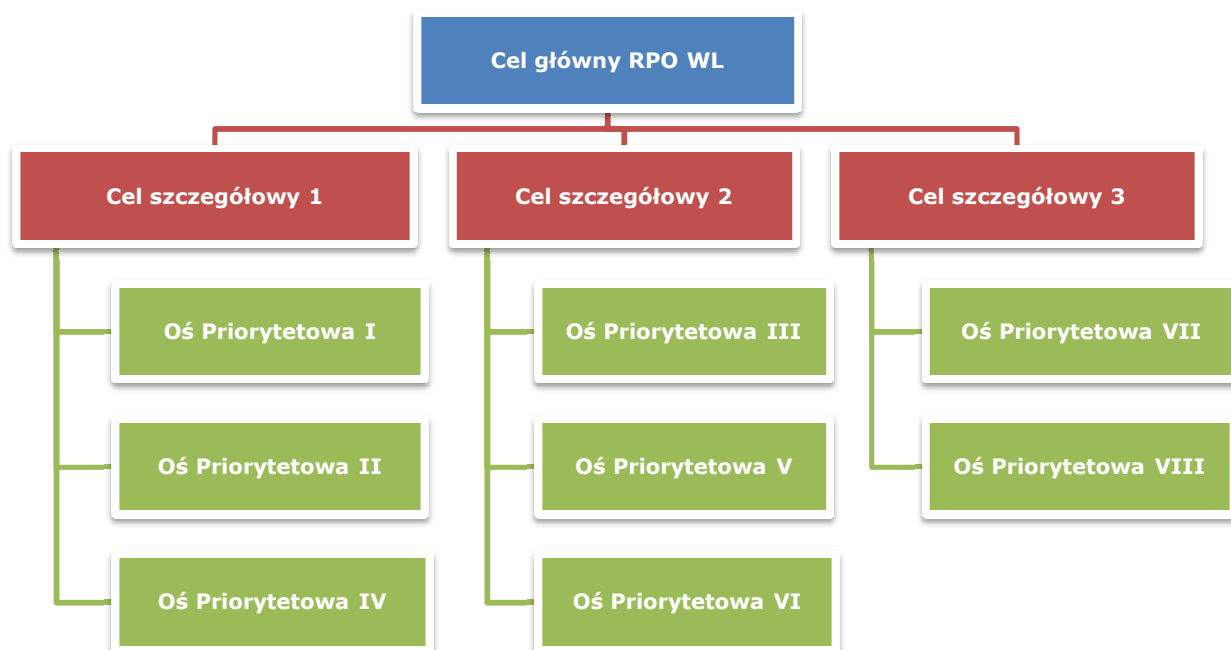 Cel główny RPO WL
Cel szczegółowy 1
Cel szczegółowy 2
Cel szczegółowy 3
Oś Priorytetowa I
Oś Priorytetowa III
Oś Priorytetowa VII
Oś Priorytetowa II
Oś Priorytetowa V
Oś Priorytetowa VIII
Oś Priorytetowa IV
Oś Priorytetowa VI